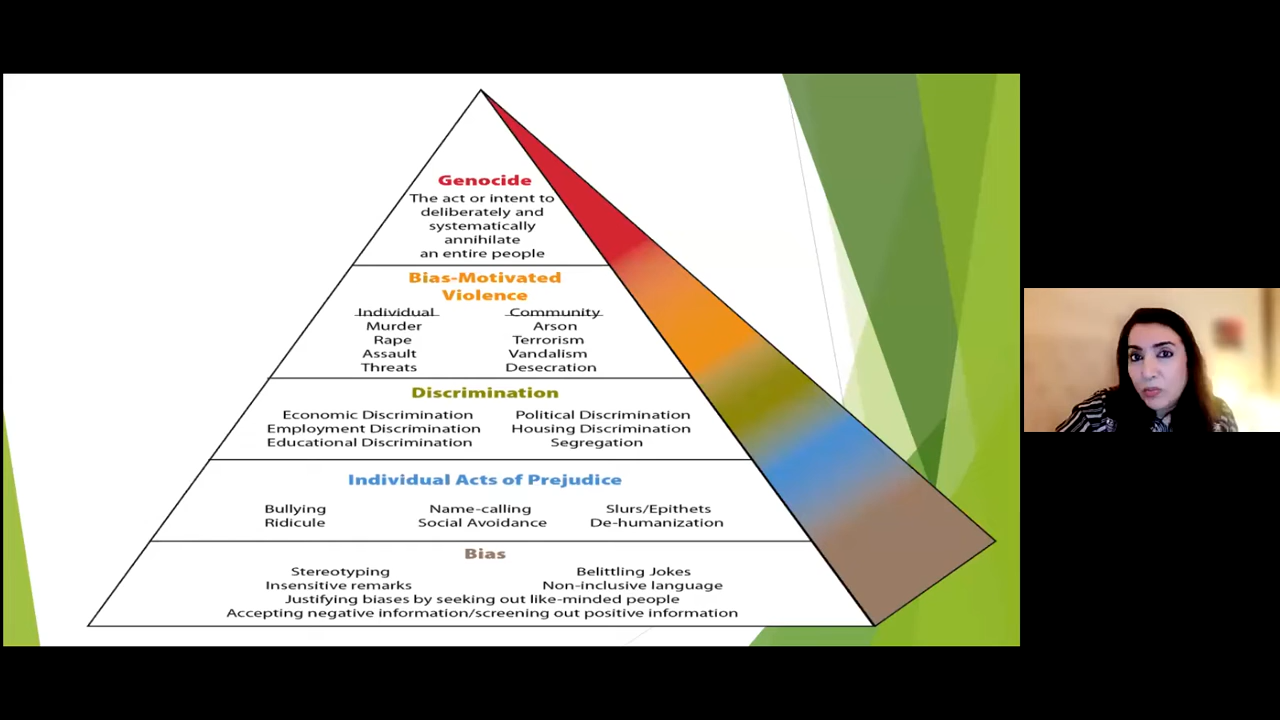 Genocide
The act or intent to
deliberately and
systematically
annihilate
an entire people
Bias-Motivated
Violence
Individual Community
Murder Arson
Rape Terrorism
Assault Vandalism
Threats Desecration
Discrimination
Economic Discrimination Political Discrimination
Employment Discrimination Housing Discrimination
Educational Discrimination Segregation
Individual Acts of Prejudice
Bullying Name-calling Slurs/Epithets
Ridicule Social Avoidance De-humanization
Bias
Stereotyping Belittling Jokes
Insensitive remarks Non-inclusive language
Justifying biases by seeking out like-minded people
Accepting negative information/screening out positive information